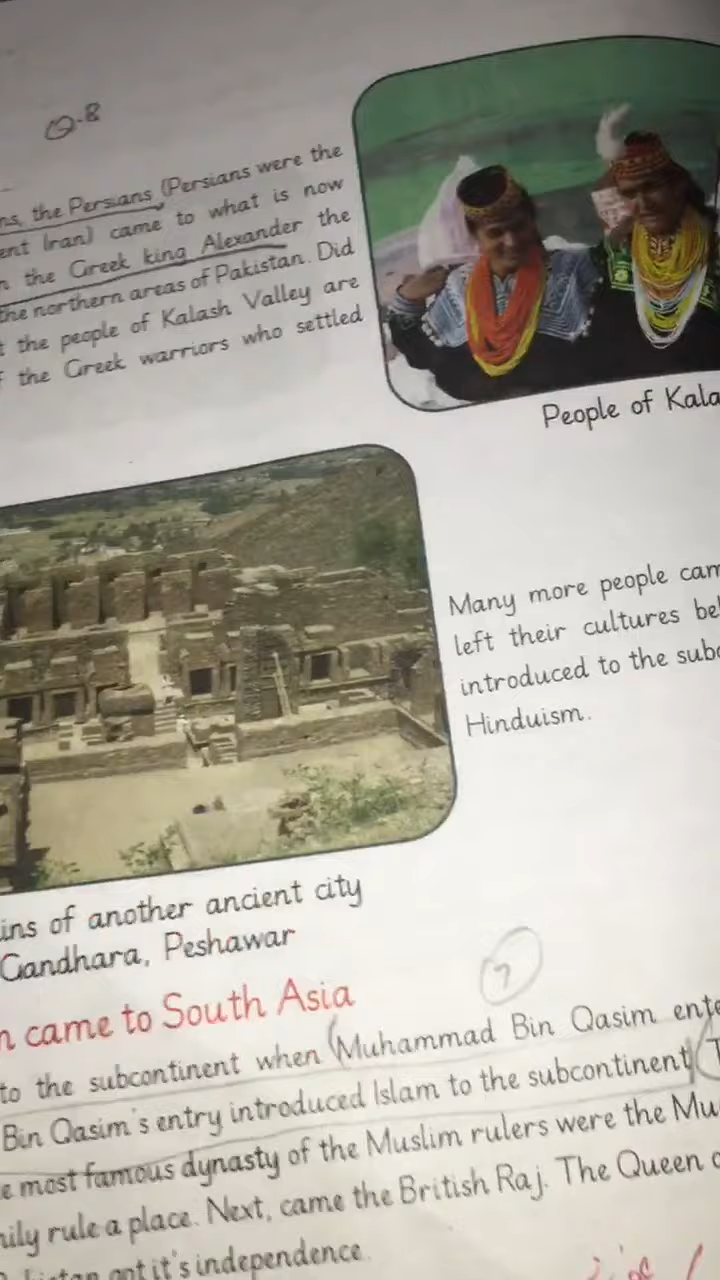 Q-8
ns, the Persians (Persians were the
ent Iran) came to what is now
n the Greek king Alexander the
the northern areas of Pakistan. Did
t the people of Kalash Valley are
f the Greek warriors who settled
People of Kala
Many more people cam
left their cultures be
introduced to the sub
Hinduism.
ins of another ancient city
Gandhara, Peshawar
7
n came to South Asia
to the subcontinent when (Muhammad Bin Qasim ente
Bin Qasim's entry introduced Islam to the subcontinent) (T
e most famous dynasty of the Muslim rulers were the Mu
mily rule a place. Next, came the British Raj. The Queen o
kistan got it's independence.